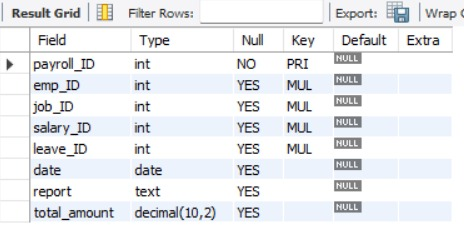 Result Grid Filter Rows: Export: Wrap C
Field Type Null Key Default Extra
payroll_ID int NO PRI NULL
emp_ID int YES MUL NULL
job_ID int YES MUL NULL
salary_ID int YES MUL NULL
leave_ID int YES MUL NULL
date date YES NULL
report text YES NULL
total_amount decimal(10,2) YES NULL